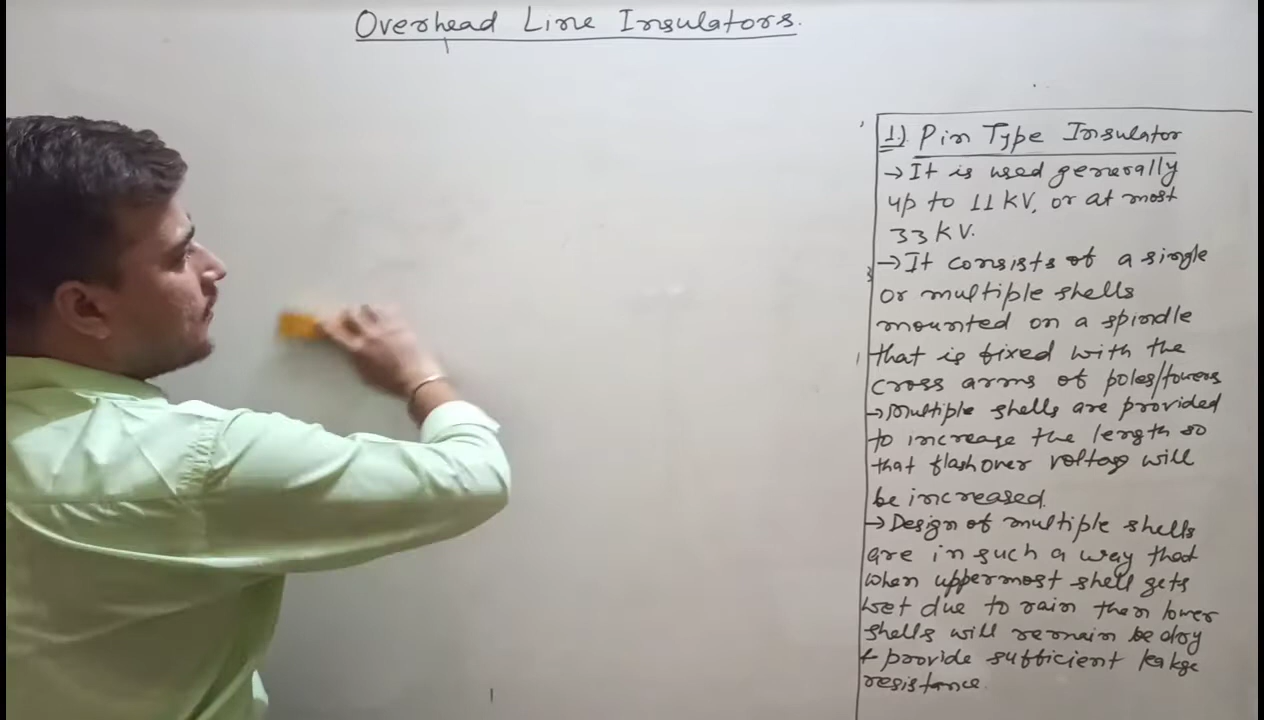 Overhead Line Insulators.
1.) Pin Type Insulator
→ It is used generally
up to 11 KV, or at most
33 KV.
→ It consists of a single
or multiple shells
mounted on a spindle
that is fixed with the
cross arms of poles/towers
→ Multiple shells are provided
to increase the length so
that flashover voltage will
be increased.
→ Design of multiple shells
are in such a way that
when uppermost shell gets
wet due to rain then lower
shells will remain be dry
& provide sufficient leakge
resistance.